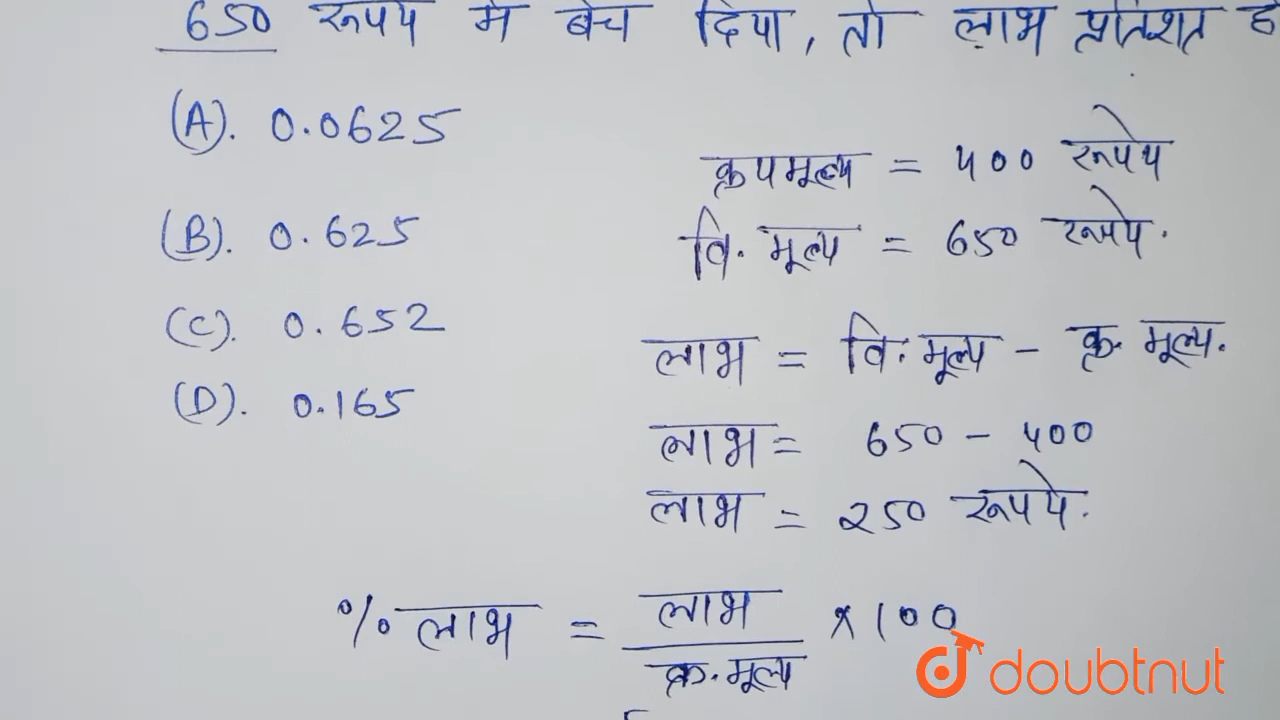 650 रूपये में बेच दिया, तो लाभ प्रतिशत है
(A). 0.0625
(B). 0.625
(C). 0.652
(D). 0.165
क्रयमूल्य = 400 रूपये
वि. मूल्य = 650 रूपये.
लाभ = वि. मूल्य - क्र. मूल्य.
लाभ = 650 - 400
लाभ = 250 रूपये.
% लाभ = लाभ / क्र. मूल्य × 100
doubtnut